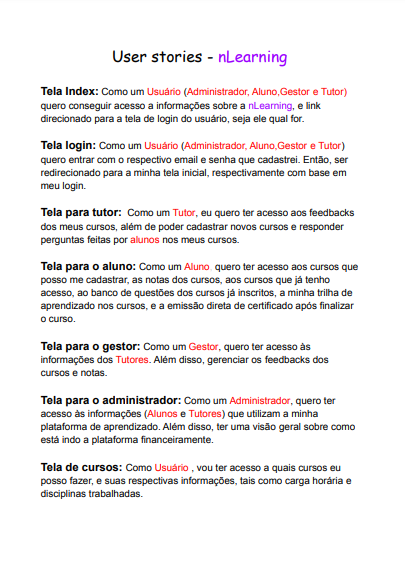 User stories - nLearning
Tela Index: Como um Usuário (Administrador, Aluno,Gestor e Tutor)
quero conseguir acesso a informações sobre a nLearning, e link
direcionado para a tela de login do usuário, seja ele qual for.
Tela login: Como um Usuário (Administrador, Aluno,Gestor e Tutor)
quero entrar com o respectivo email e senha que cadastrei. Então, ser
redirecionado para a minha tela inicial, respectivamente com base em
meu login.
Tela para tutor: Como um Tutor, eu quero ter acesso aos feedbacks
dos meus cursos, além de poder cadastrar novos cursos e responder
perguntas feitas por alunos nos meus cursos.
Tela para o aluno: Como um Aluno quero ter acesso aos cursos que
posso me cadastrar, as notas dos cursos, aos cursos que já tenho
acesso, ao banco de questões dos cursos já inscritos, a minha trilha de
aprendizado nos cursos, e a emissão direta de certificado após finalizar
o curso.
Tela para o gestor: Como um Gestor, quero ter acesso às
informações dos Tutores. Além disso, gerenciar os feedbacks dos
cursos e notas.
Tela para o administrador: Como um Administrador, quero ter
acesso às informações (Alunos e Tutores) que utilizam a minha
plataforma de aprendizado. Além disso, ter uma visão geral sobre como
está indo a plataforma financeiramente.
Tela de cursos: Como Usuário , vou ter acesso a quais cursos eu
posso fazer, e suas respectivas informações, tais como carga horária e
disciplinas trabalhadas.